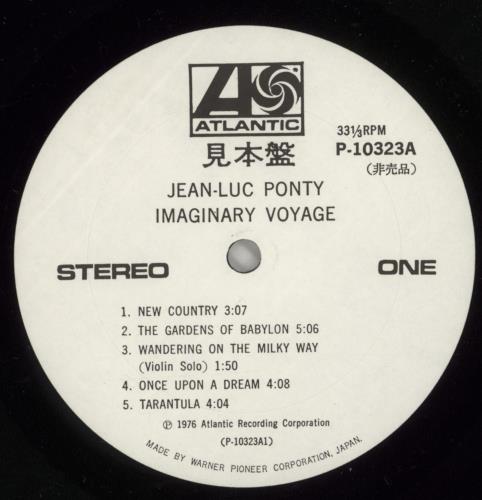 ATLANTIC
見本盤
33⅓RPM
P-10323A
(非売品)
JEAN-LUC PONTY
IMAGINARY VOYAGE
STEREO
ONE
1. NEW COUNTRY 3:07
2. THE GARDENS OF BABYLON 5:06
3. WANDERING ON THE MILKY WAY
(Violin Solo) 1:50
4. ONCE UPON A DREAM 4:08
5. TARANTULA 4:04
℗ 1976 Atlantic Recording Corporation
(P-10323A1)
MADE BY WARNER PIONEER CORPORATION, JAPAN.